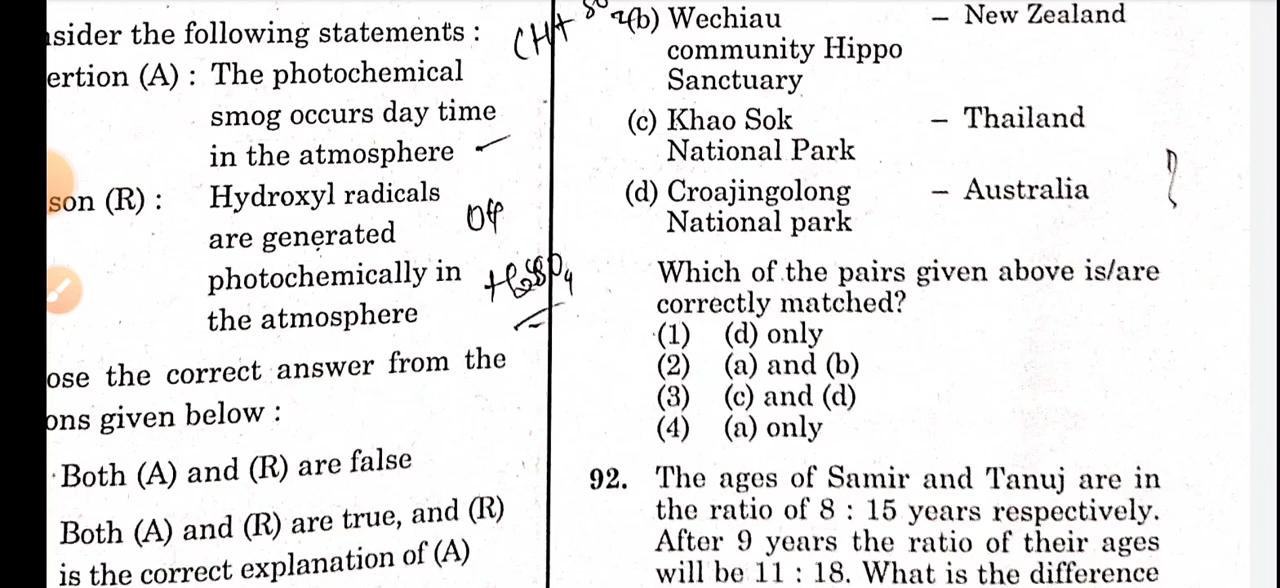 sider the following statements :
ertion (A) : The photochemical
smog occurs day time
in the atmosphere
son (R) : Hydroxyl radicals
are generated
photochemically in
the atmosphere
ose the correct answer from the
ons given below :
Both (A) and (R) are false
Both (A) and (R) are true, and (R)
is the correct explanation of (A)
H2SO4
(b) Wechiau – New Zealand
community Hippo
Sanctuary
(c) Khao Sok – Thailand
National Park
(d) Croajingolong – Australia
National park
Which of the pairs given above is/are
correctly matched?
(1) (d) only
(2) (a) and (b)
(3) (c) and (d)
(4) (a) only
92. The ages of Samir and Tanuj are in
the ratio of 8 : 15 years respectively.
After 9 years the ratio of their ages
will be 11 : 18. What is the difference